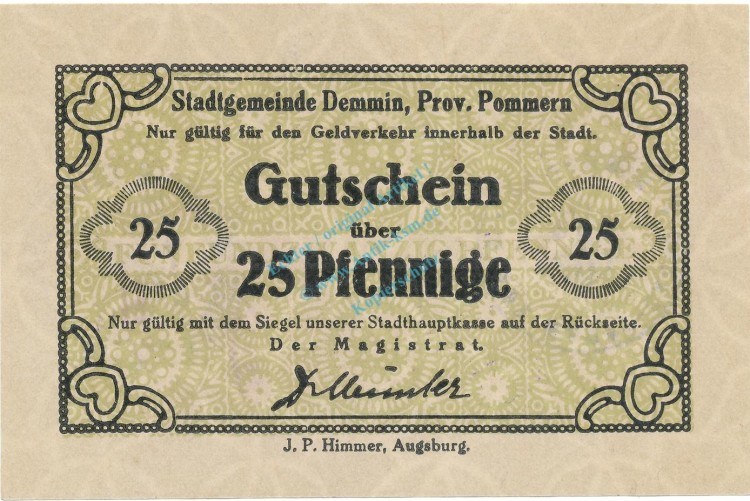 Stadtgemeinde Demmin, Prov. Pommern
Nur gültig für den Geldverkehr innerhalb der Stadt.
Gutschein
über
25 25
25 Pfennige
Nur gültig mit dem Siegel unserer Stadthauptkasse auf der Rückseite.
Der Magistrat.
J. P. Himmer, Augsburg.